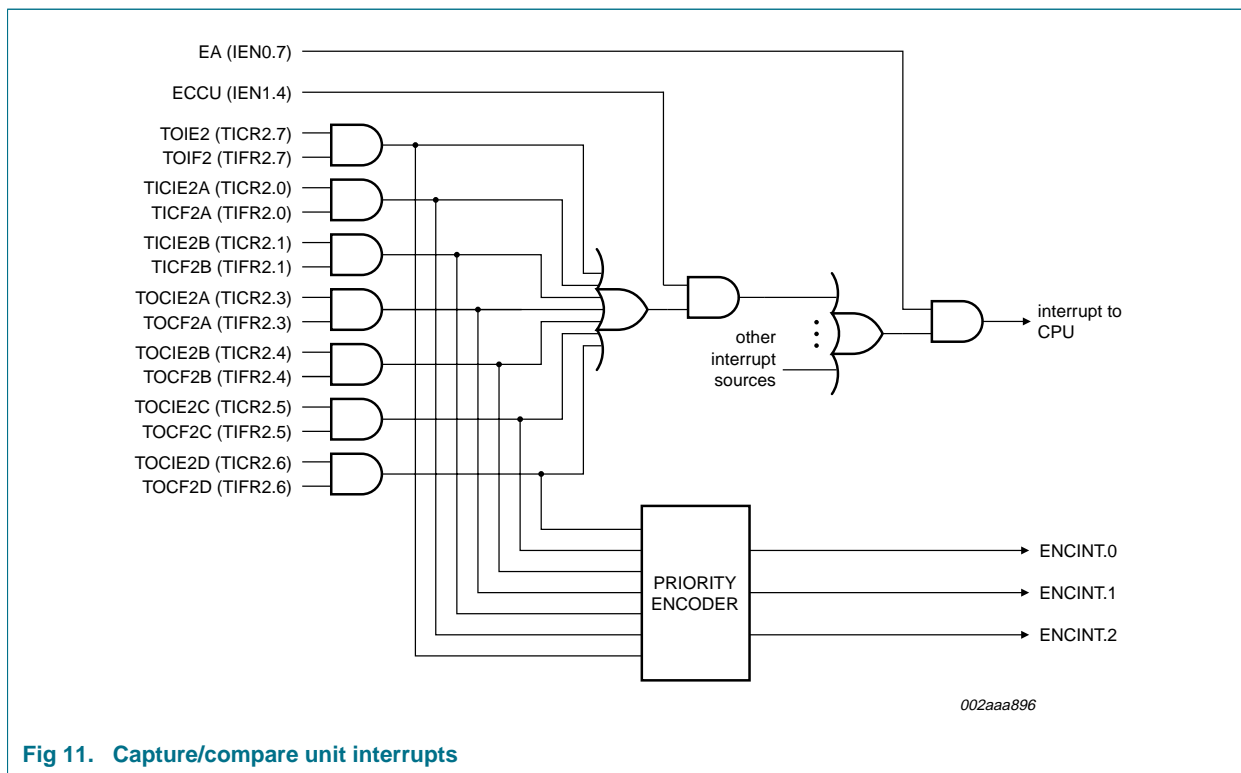 EA (IEN0.7)
ECCU (IEN1.4)
TOIE2 (TICR2.7)
TOIF2 (TIFR2.7)
TICIE2A (TICR2.0)
TICF2A (TIFR2.0)
TICIE2B (TICR2.1)
TICF2B (TIFR2.1)
TOCIE2A (TICR2.3)
TOCF2A (TIFR2.3)
TOCIE2B (TICR2.4)
TOCF2B (TIFR2.4)
TOCIE2C (TICR2.5)
TOCF2C (TIFR2.5)
TOCIE2D (TICR2.6)
TOCF2D (TIFR2.6)
other
interrupt
sources
interrupt to
CPU
PRIORITY
ENCODER
ENCINT.0
ENCINT.1
ENCINT.2
002aaa896
Fig 11. Capture/compare unit interrupts